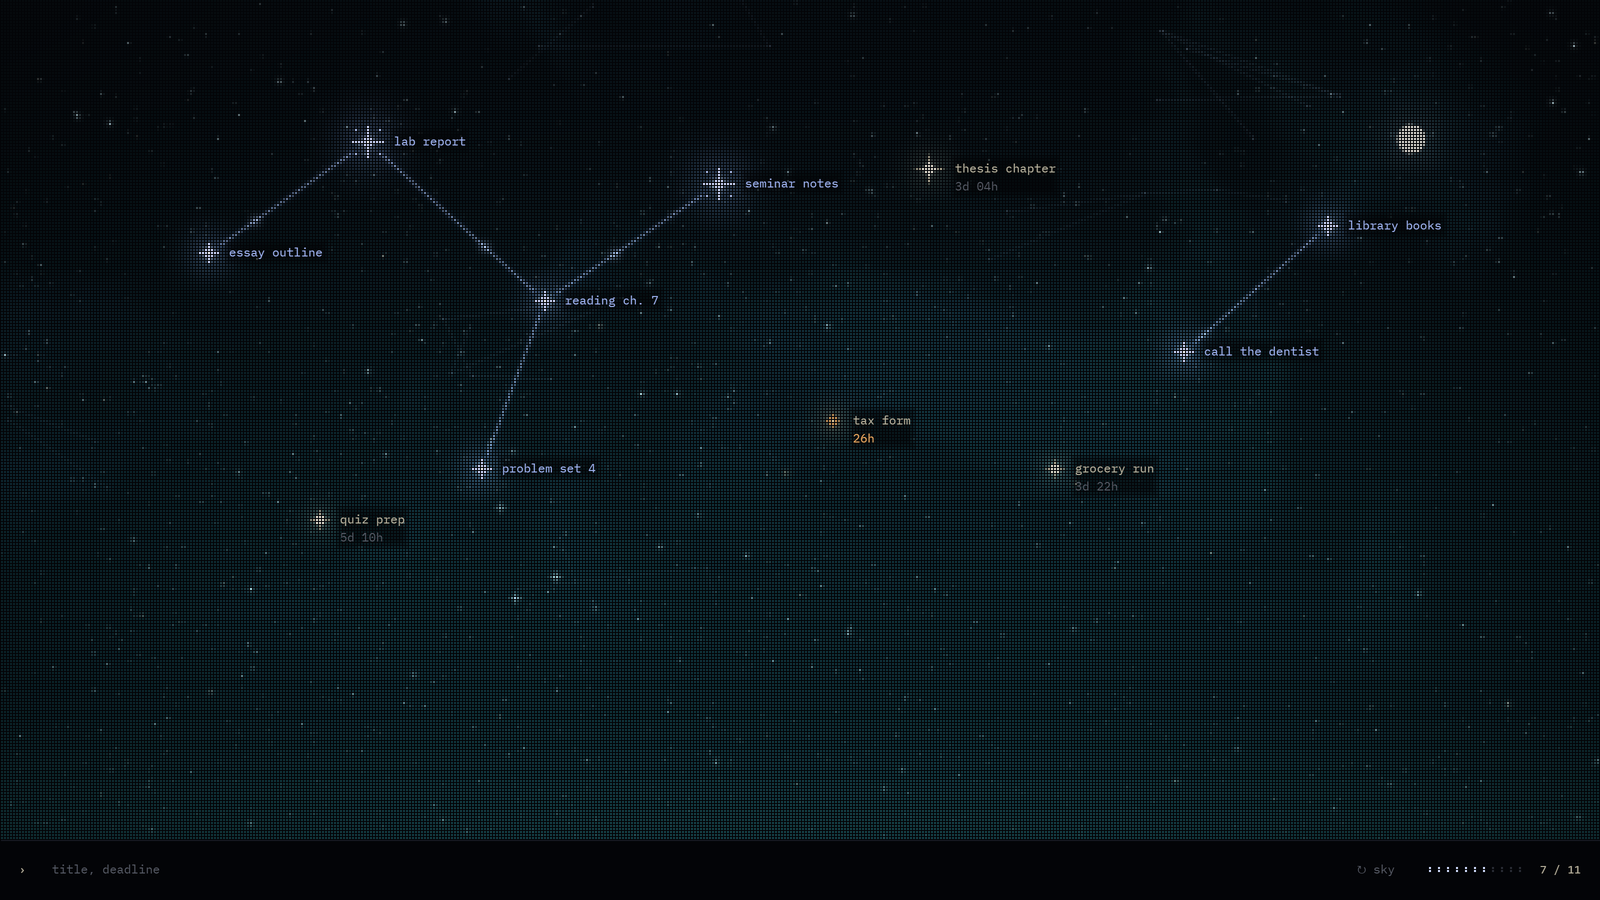 lab report
thesis chapter
3d 04h
seminar notes
library books
essay outline
reading ch. 7
call the dentist
tax form
26h
problem set 4
grocery run
3d 22h
quiz prep
5d 10h
› title, deadline
↻ sky
7 / 11